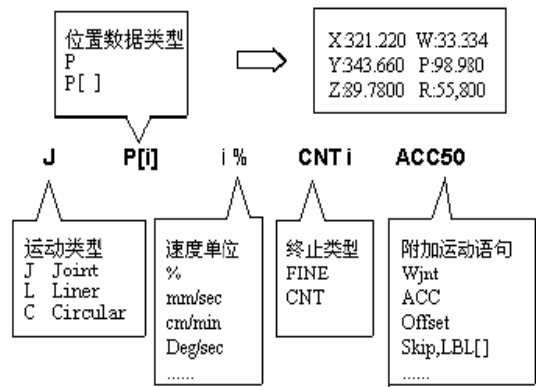 位置数据类型
P
P[ ]
X:321.220 W:33.334
Y:343.660 P:98.980
Z:89.7800 R:55,800
J P[i] i % CNT i ACC50
运动类型
J Joint
L Liner
C Circular
速度单位
%
mm/sec
cm/min
Deg/sec
......
终止类型
FINE
CNT
附加运动语句
Wjnt
ACC
Offset
Skip,LBL[]
......